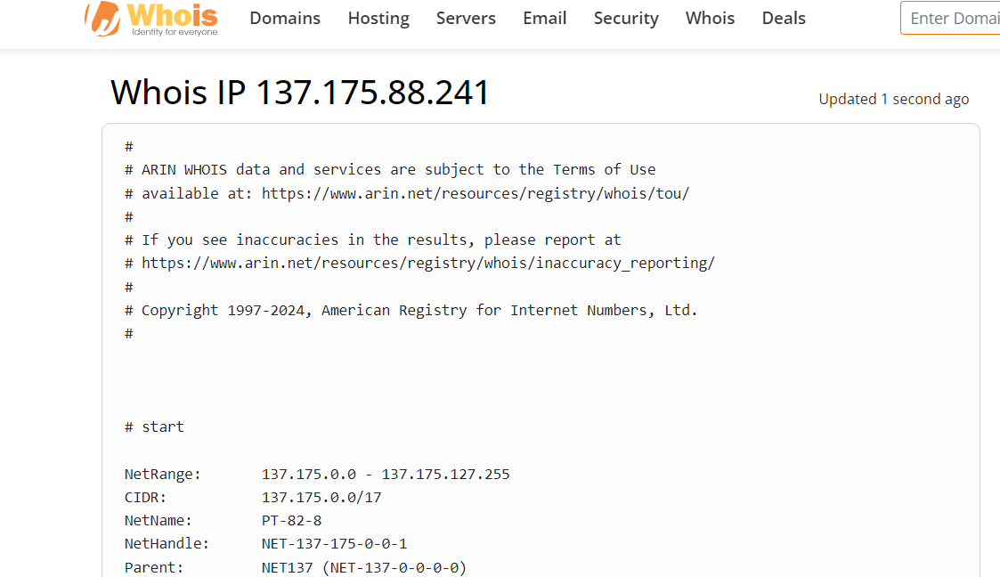 Whois
Identity for everyone
Domains Hosting Servers Email Security Whois Deals
Enter Domai
Whois IP 137.175.88.241
Updated 1 second ago
#
# ARIN WHOIS data and services are subject to the Terms of Use
# available at: https://www.arin.net/resources/registry/whois/tou/
#
# If you see inaccuracies in the results, please report at
# https://www.arin.net/resources/registry/whois/inaccuracy_reporting/
#
# Copyright 1997-2024, American Registry for Internet Numbers, Ltd.
#
# start
NetRange: 137.175.0.0 - 137.175.127.255
CIDR: 137.175.0.0/17
NetName: PT-82-8
NetHandle: NET-137-175-0-0-1
Parent: NET137 (NET-137-0-0-0-0)